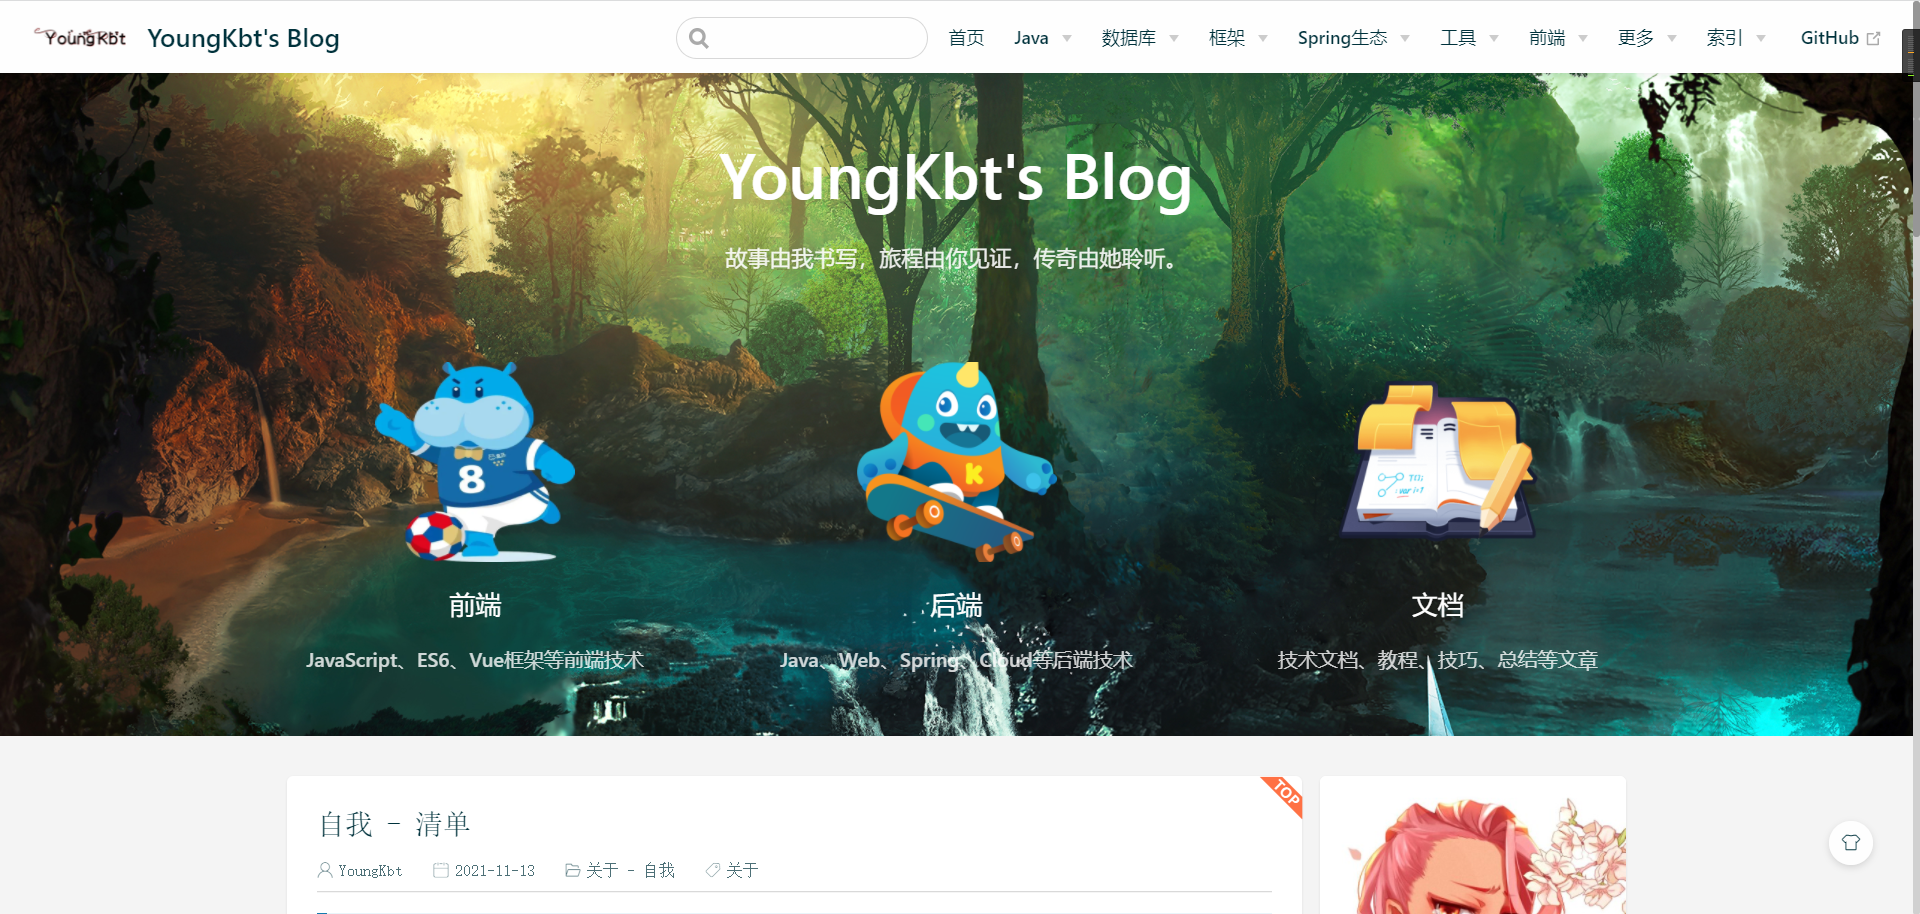 YoungKbt YoungKbt's Blog 首页 Java 数据库 框架 Spring生态 工具 前端 更多 索引 GitHub
YoungKbt's Blog
故事由我书写，旅程由你见证，传奇由她聆听。
8
K
var i=1
前端 后端 文档
JavaScript、ES6、Vue框架等前端技术 Java、Web、Spring、Cloud等后端技术 技术文档、教程、技巧、总结等文章
TOP
自我 - 清单
YoungKbt 2021-11-13 关于 - 自我 关于